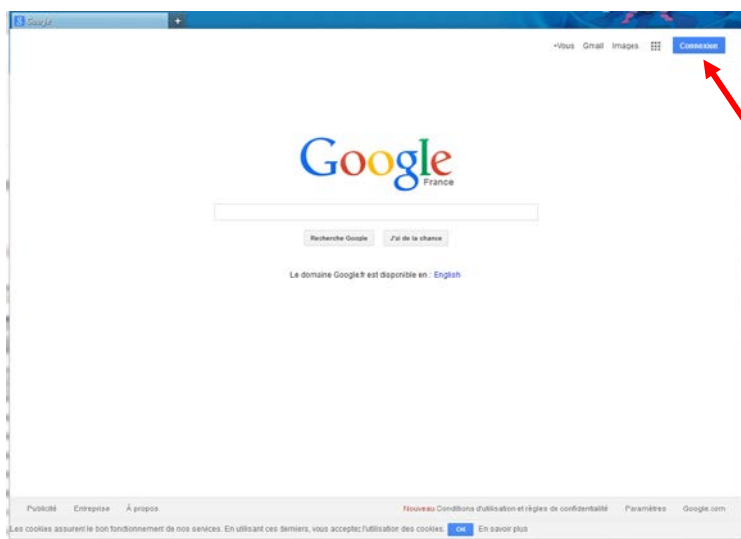 Google
+Vous Gmail Images Connexion
Google
France
Recherche Google J'ai de la chance
Le domaine Google.fr est disponible en : English
Publicité Entreprise À propos Nouveau Conditions d'utilisation et règles de confidentialité Paramètres Google.com
Les cookies assurent le bon fonctionnement de nos services. En utilisant ces derniers, vous acceptez l'utilisation des cookies. OK En savoir plus